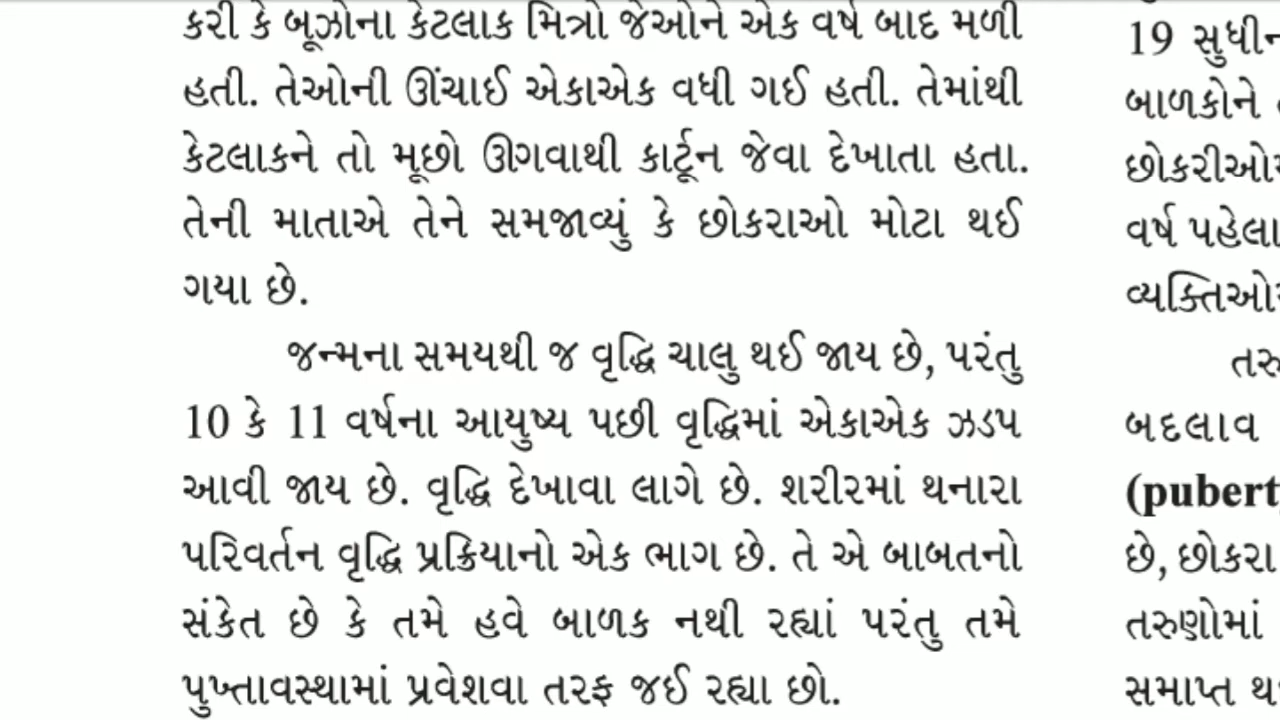 કરી કે બૂઝોના કેટલાક મિત્રો જેઓને એક વર્ષ બાદ મળી
હતી. તેઓની ઊંચાઈ એકાએક વધી ગઈ હતી. તેમાંથી
કેટલાકને તો મૂછો ઊગવાથી કાર્ટૂન જેવા દેખાતા હતા.
તેની માતાએ તેને સમજાવ્યું કે છોકરાઓ મોટા થઈ
ગયા છે.
જન્મના સમયથી જ વૃદ્ધિ ચાલુ થઈ જાય છે, પરંતુ
10 કે 11 વર્ષના આયુષ્ય પછી વૃદ્ધિમાં એકાએક ઝડપ
આવી જાય છે. વૃદ્ધિ દેખાવા લાગે છે. શરીરમાં થનારા
પરિવર્તન વૃદ્ધિ પ્રક્રિયાનો એક ભાગ છે. તે એ બાબતનો
સંકેત છે કે તમે હવે બાળક નથી રહ્યાં પરંતુ તમે
પુખ્તાવસ્થામાં પ્રવેશવા તરફ જઈ રહ્યા છો.
19
બાળકોને
વર્ષ
બદલાવ
છે, છોકરા
તરુણોમાં
સમાપ્ત